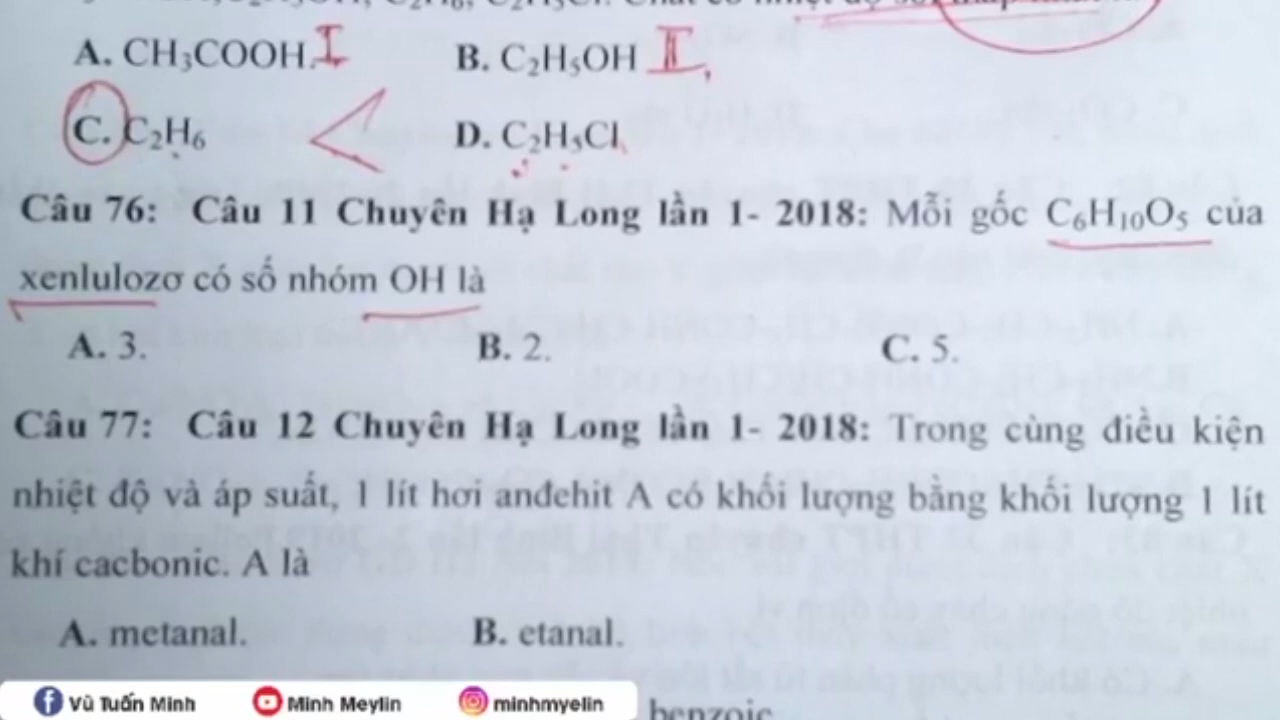 A. CH₃COOH. I B. C₂H₅OH II,
C. C₂H₆ < D. C₂H₅Cl
Câu 76: Câu 11 Chuyên Hạ Long lần 1- 2018: Mỗi gốc C₆H₁₀O₅ của
xenlulozơ có số nhóm OH là
A. 3. B. 2. C. 5.
Câu 77: Câu 12 Chuyên Hạ Long lần 1- 2018: Trong cùng điều kiện
nhiệt độ và áp suất, 1 lít hơi anđehit A có khối lượng bằng khối lượng 1 lít
khí cacbonic. A là
A. metanal. B. etanal.
benzoic
Vũ Tuấn Minh Minh Meylin minhmyelin